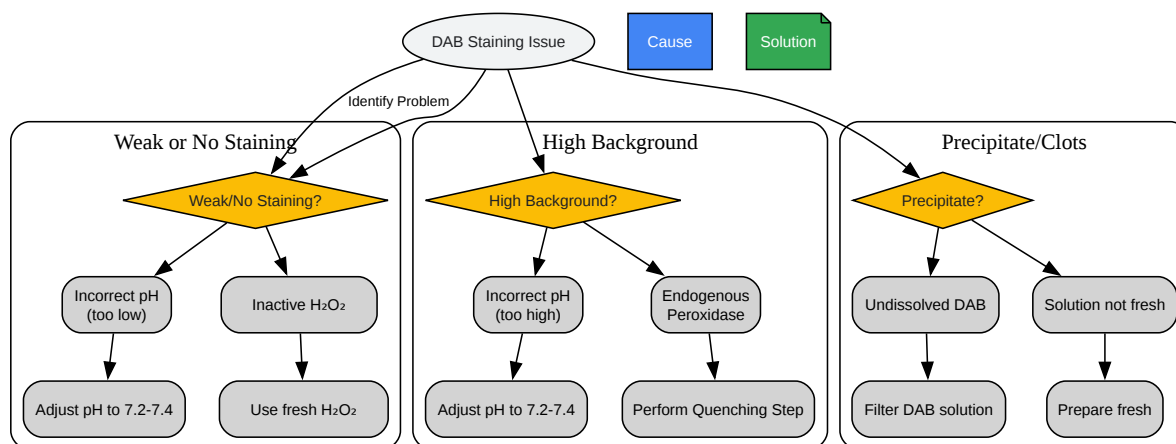 DAB Staining Issue
Cause
Solution
Identify Problem
Weak or No Staining
High Background
Precipitate/Clots
Weak/No Staining?
High Background?
Precipitate?
Incorrect pH
(too low)
Inactive H₂O₂
Incorrect pH
(too high)
Endogenous
Peroxidase
Undissolved DAB
Solution not fresh
Adjust pH to 7.2-7.4
Use fresh H₂O₂
Adjust pH to 7.2-7.4
Perform Quenching Step
Filter DAB solution
Prepare fresh